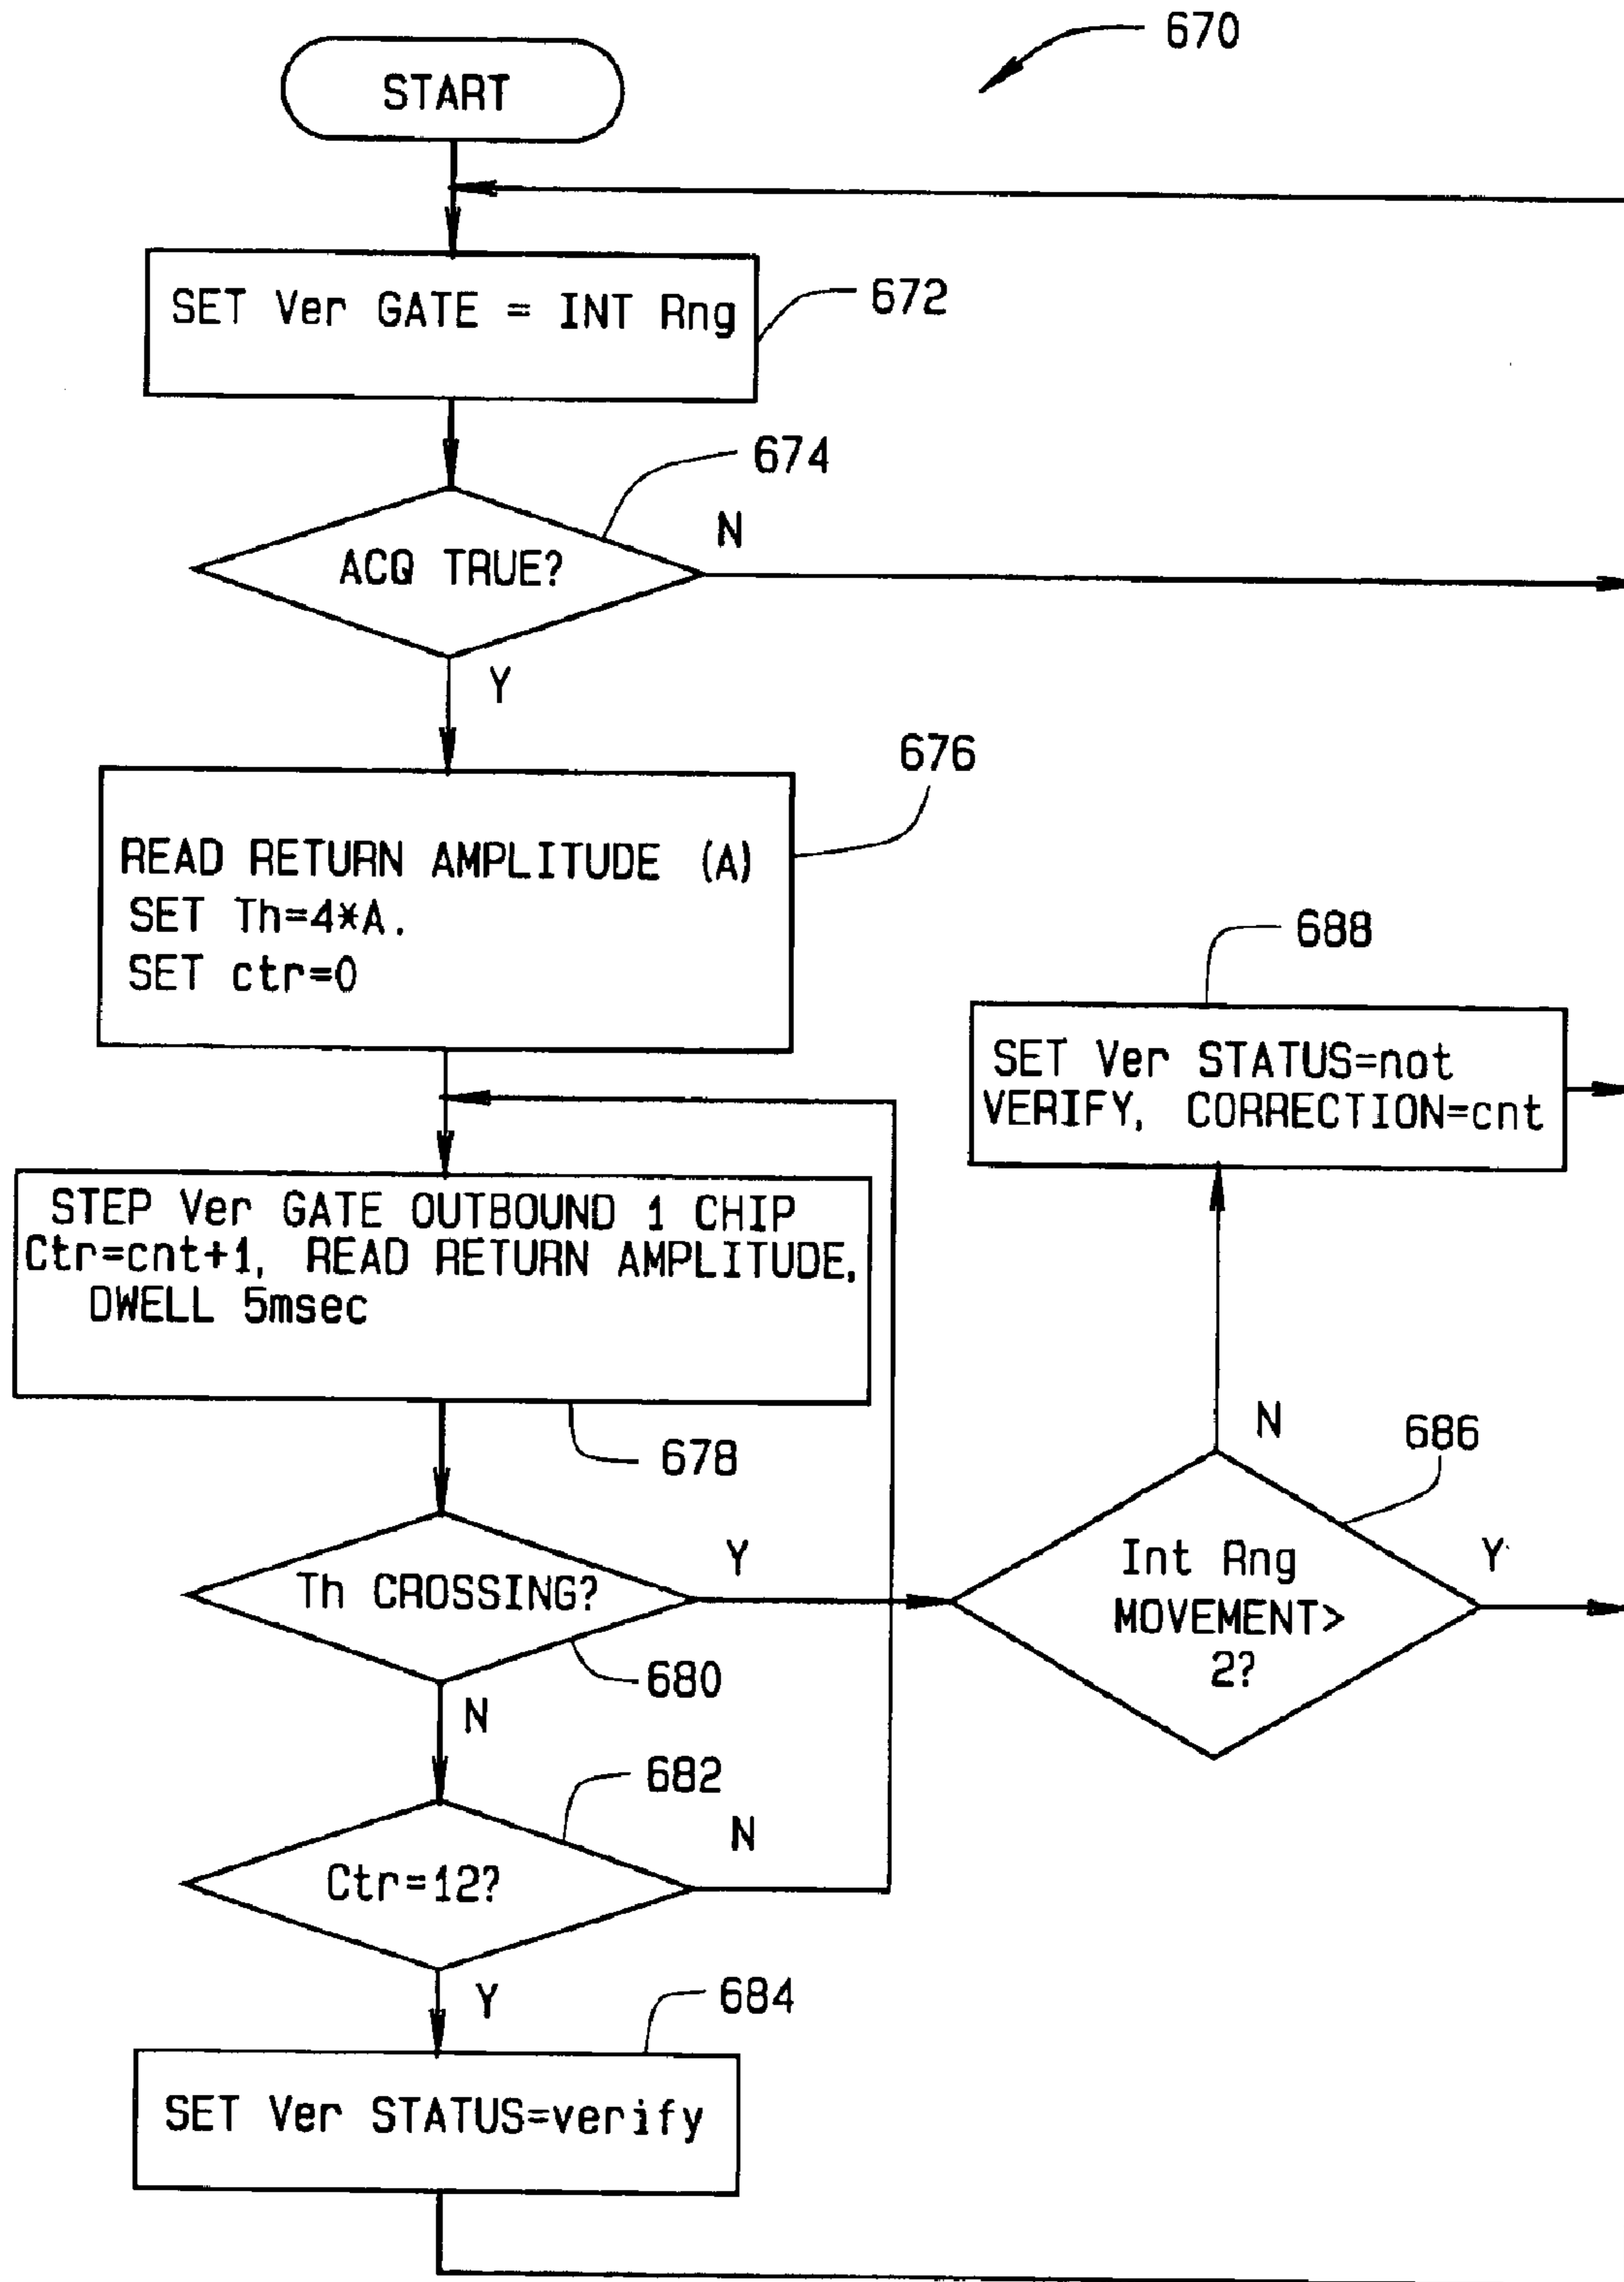 670
START
SET Ver GATE = INT Rng
672
674
ACQ TRUE?
N
Y
676
READ RETURN AMPLITUDE (A)
SET Th=4*A.
SET ctr=0
688
SET Ver STATUS=not
VERIFY, CORRECTION=cnt
STEP Ver GATE OUTBOUND 1 CHIP
Ctr=cnt+1, READ RETURN AMPLITUDE,
DWELL 5msec
678
N
686
Th CROSSING?
Y
Int Rng
MOVEMENT>
2?
Y
680
N
682
Ctr=12?
N
Y
684
SET Ver STATUS=verify